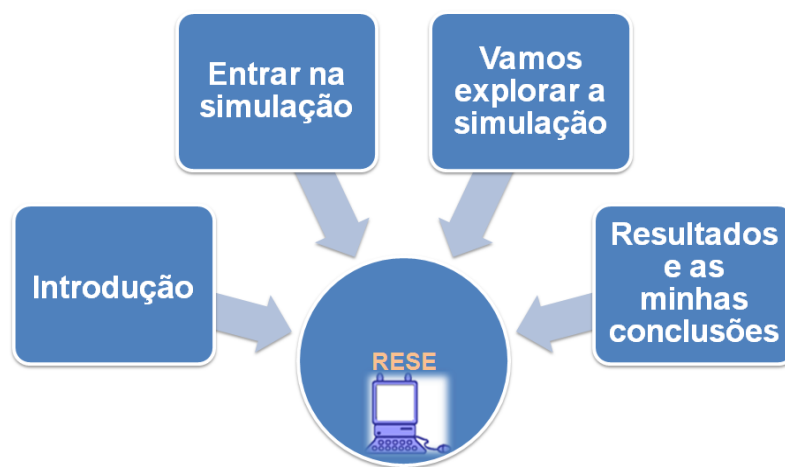 Introdução
Entrar na
simulação
Vamos
explorar a
simulação
Resultados
e as
minhas
conclusões
RESE